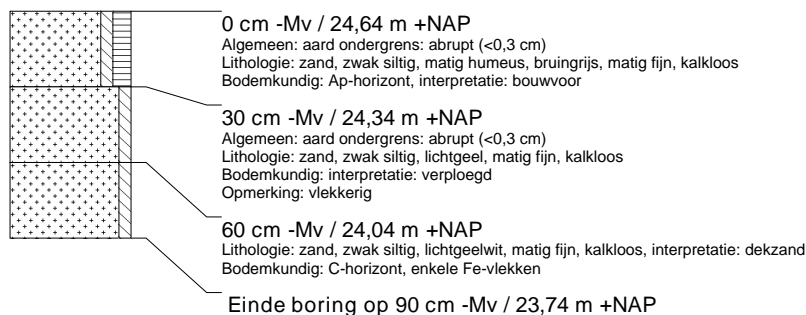 0 cm -Mv / 24,64 m +NAP
Algemeen: aard ondergrens: abrupt (<0,3 cm)
Lithologie: zand, zwak siltig, matig humeus, bruingrijs, matig fijn, kalkloos
Bodemkundig: Ap-horizont, interpretatie: bouwvoor
30 cm -Mv / 24,34 m +NAP
Algemeen: aard ondergrens: abrupt (<0,3 cm)
Lithologie: zand, zwak siltig, lichtgeel, matig fijn, kalkloos
Bodemkundig: interpretatie: verploegd
Opmerking: vlekkerig
60 cm -Mv / 24,04 m +NAP
Lithologie: zand, zwak siltig, lichtgeelwit, matig fijn, kalkloos, interpretatie: dekzand
Bodemkundig: C-horizont, enkele Fe-vlekken
Einde boring op 90 cm -Mv / 23,74 m +NAP